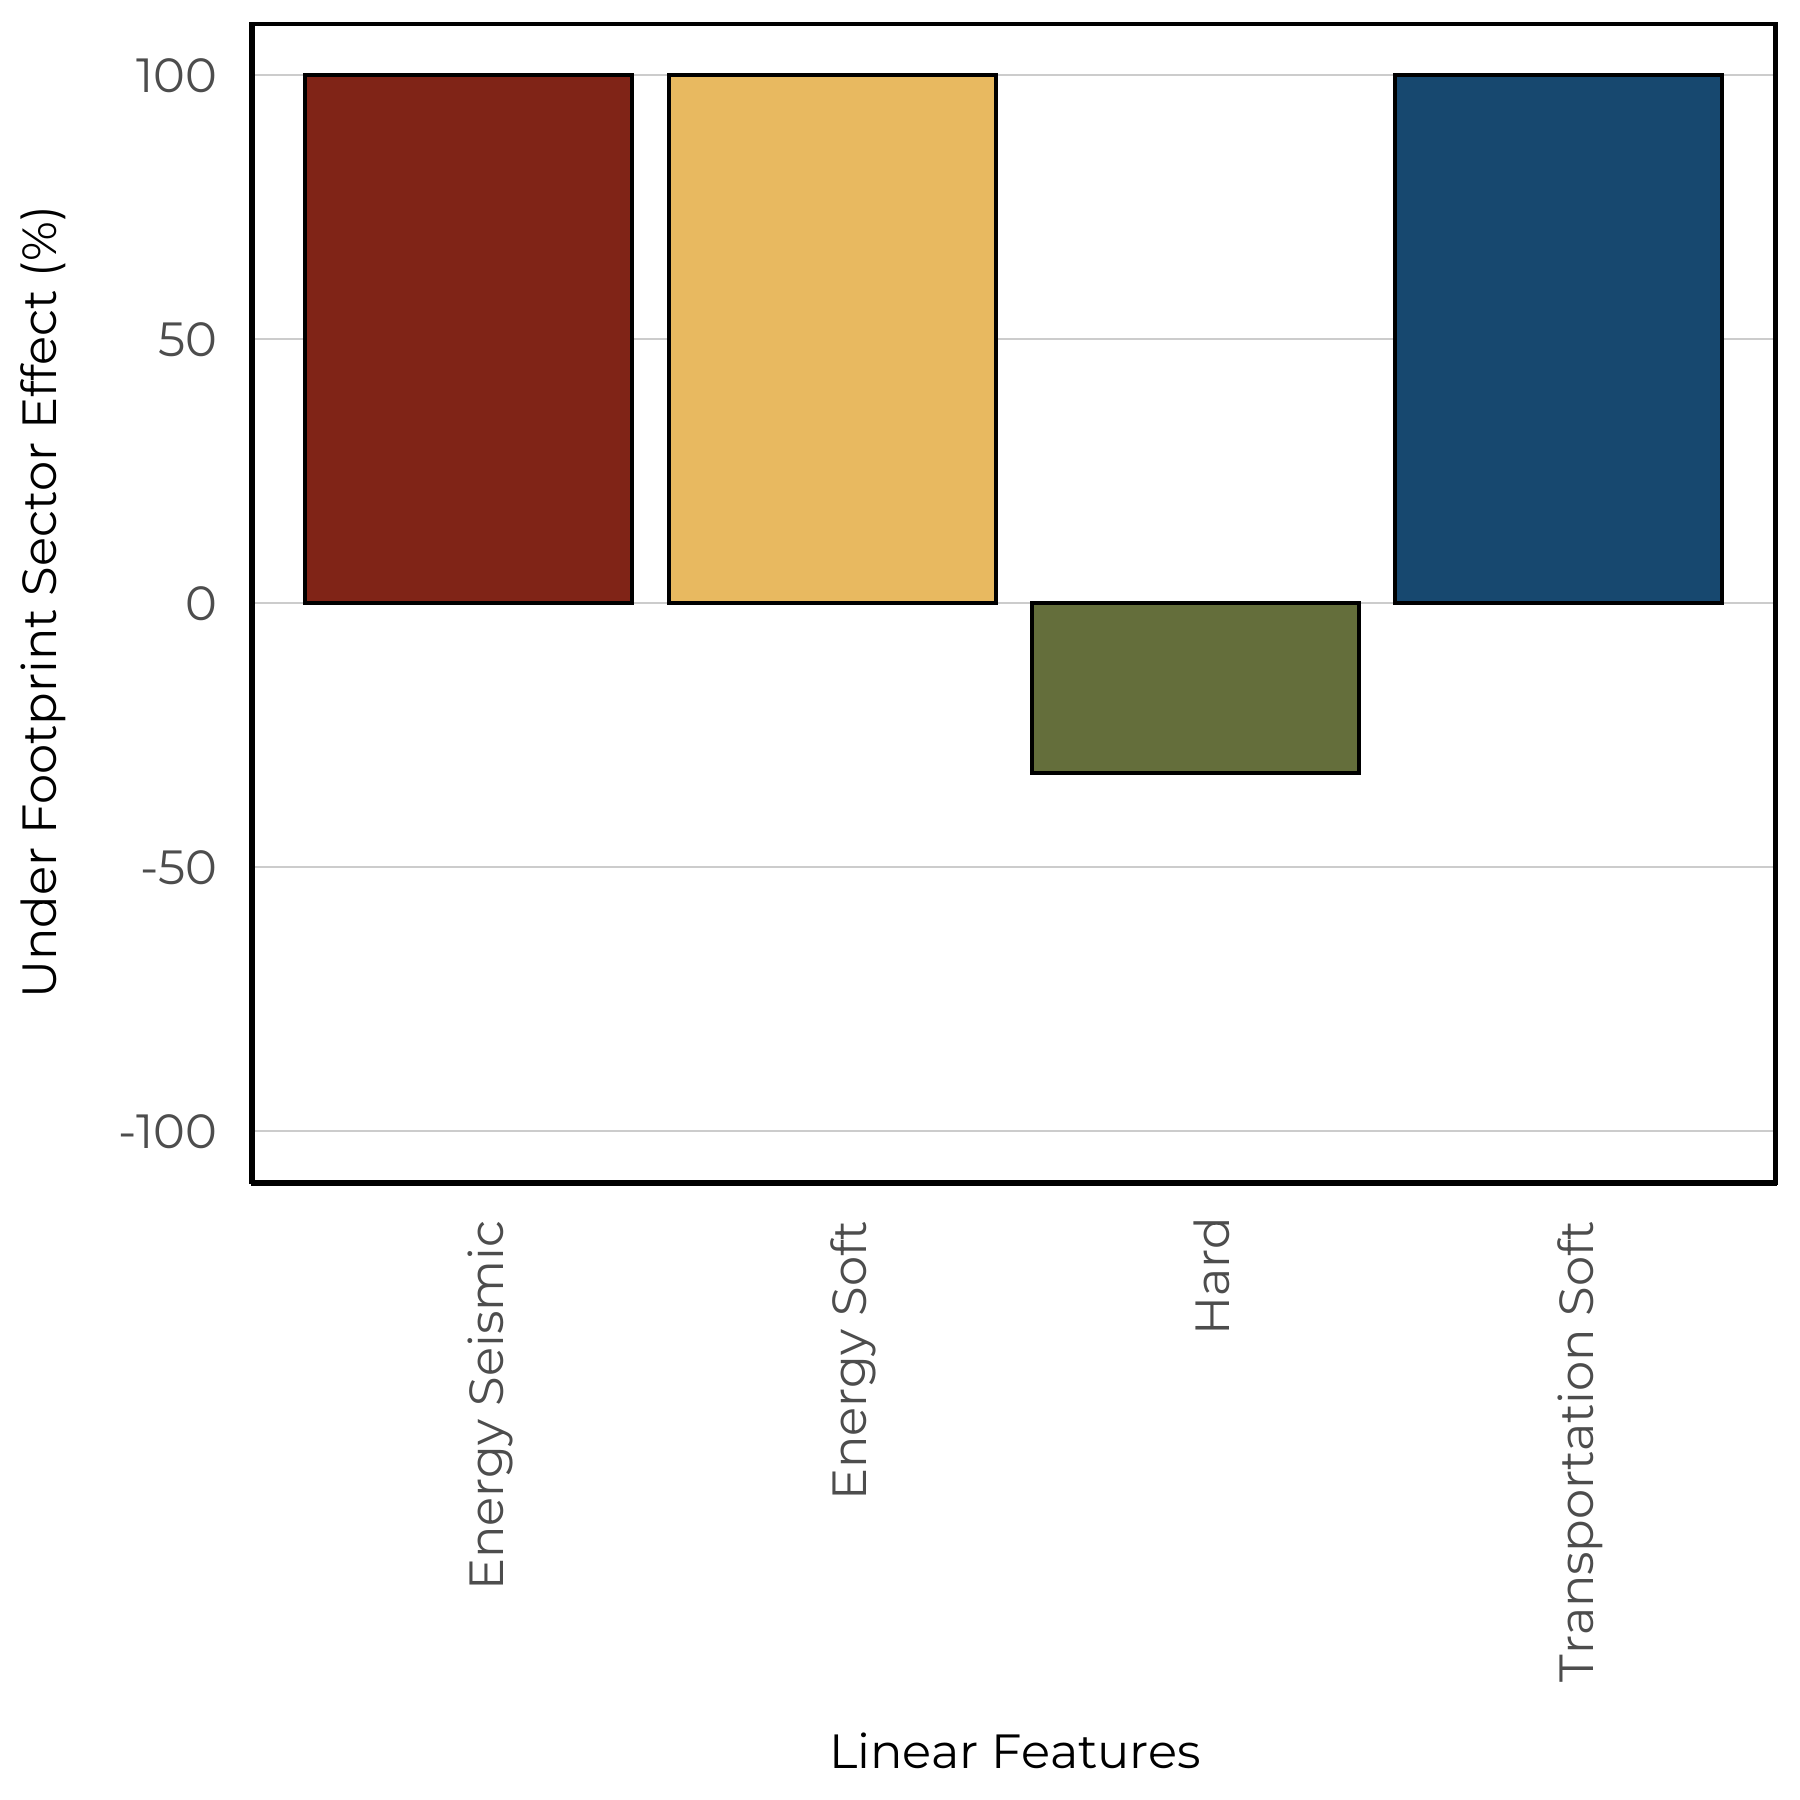 Under Footprint Sector Effect (%)
100
50
0
-50
-100
Energy Seismic
Energy Soft
Hard
Transportation Soft
Linear Features